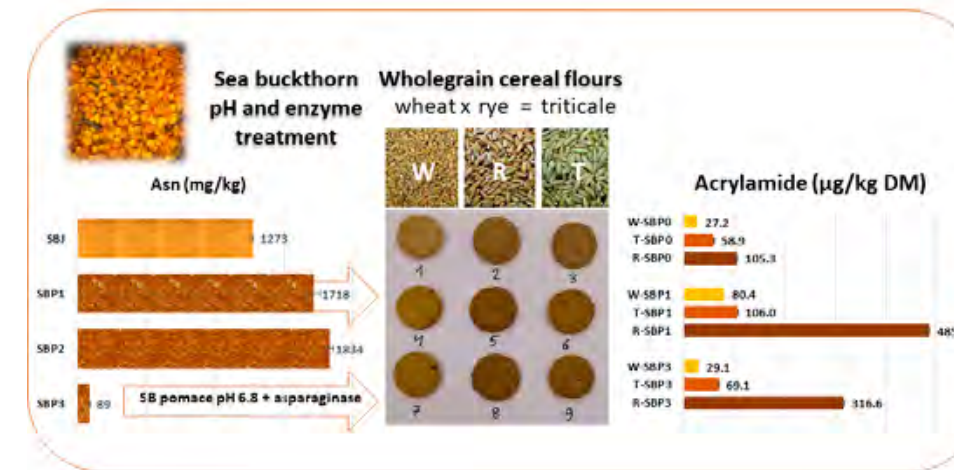 Sea buckthorn
pH and enzyme
treatment
Asn (mg/kg)
SBJ
1273
SBP1
1718
SBP2
1834
SBP3
89
SB pomace pH 6.8 + asparaginase
Wholegrain cereal flours
wheat x rye = triticale
W
R
T
1
2
3
4
5
6
7
8
9
Acrylamide (µg/kg DM)
W-SBP0
27.2
T-SBP0
58.9
R-SBP0
105.3
W-SBP1
80.4
T-SBP1
106.0
R-SBP1
W-SBP3
29.1
T-SBP3
69.1
R-SBP3
316.6